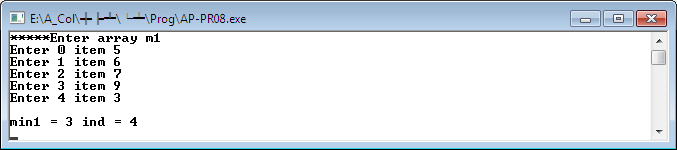 E:\A_Col\┼ ├┴\ └┴\Prog\AP-PR08.exe
*****Enter array m1
Enter 0 item 5
Enter 1 item 6
Enter 2 item 7
Enter 3 item 9
Enter 4 item 3
min1 = 3 ind = 4